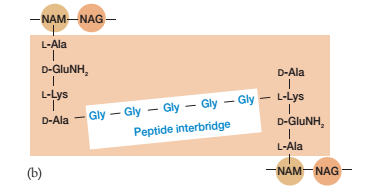 NAM NAG
L-Ala
D-GluNH₂
L-Lys
D-Ala
Gly — Gly — Gly — Gly — Gly
Peptide interbridge
D-Ala
L-Lys
D-GluNH₂
L-Ala
NAM NAG
(b)